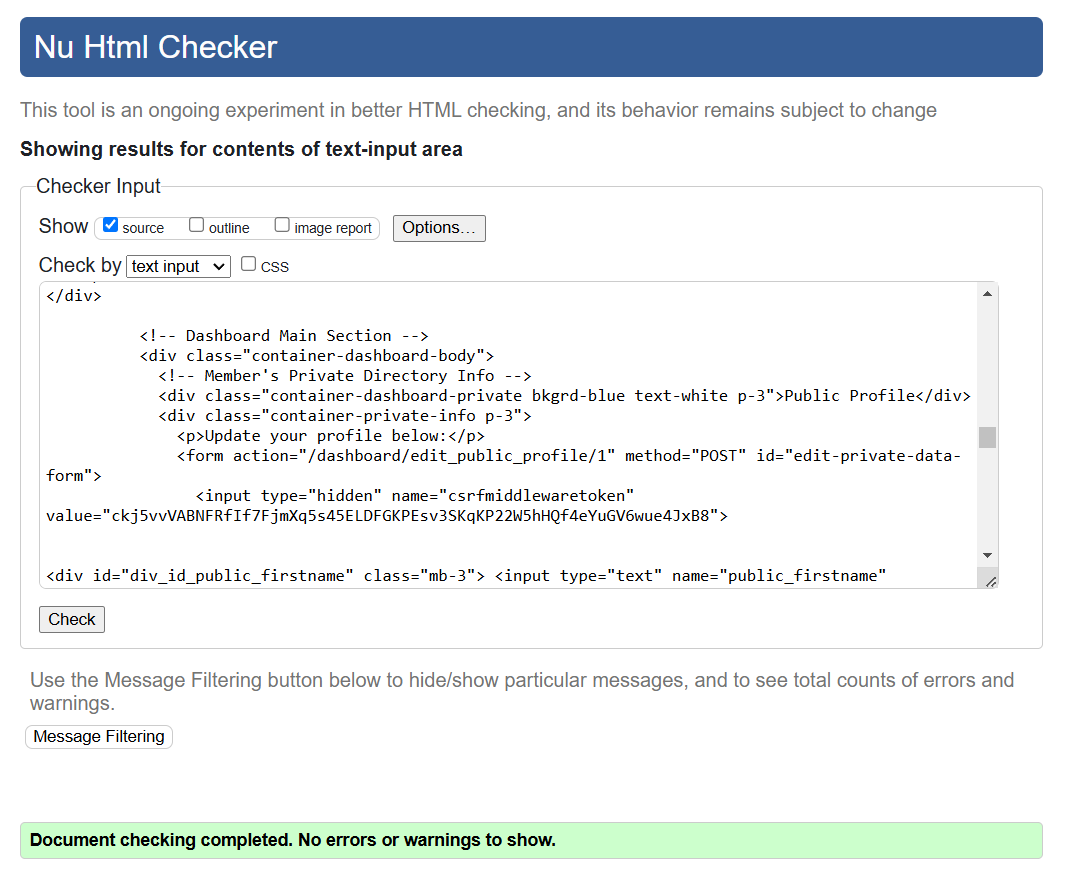 Nu Html Checker
This tool is an ongoing experiment in better HTML checking, and its behavior remains subject to change
Showing results for contents of text-input area
Checker Input
Show source outline image report Options...
Check by text input CSS
</div>
<!-- Dashboard Main Section -->
<div class="container-dashboard-body">
<!-- Member's Private Directory Info -->
<div class="container-dashboard-private bkgrd-blue text-white p-3">Public Profile</div>
<div class="container-private-info p-3">
<p>Update your profile below:</p>
<form action="/dashboard/edit_public_profile/1" method="POST" id="edit-private-data-
form">
<input type="hidden" name="csrfmiddlewaretoken"
value="ckj5vvVABNFRfIf7FjmXq5s45ELDFGKPEsv3SKqKP22W5hHQf4eYuGV6wue4JxB8">
<div id="div_id_public_firstname" class="mb-3"> <input type="text" name="public_firstname"
Check
Use the Message Filtering button below to hide/show particular messages, and to see total counts of errors and
warnings.
Message Filtering
Document checking completed. No errors or warnings to show.